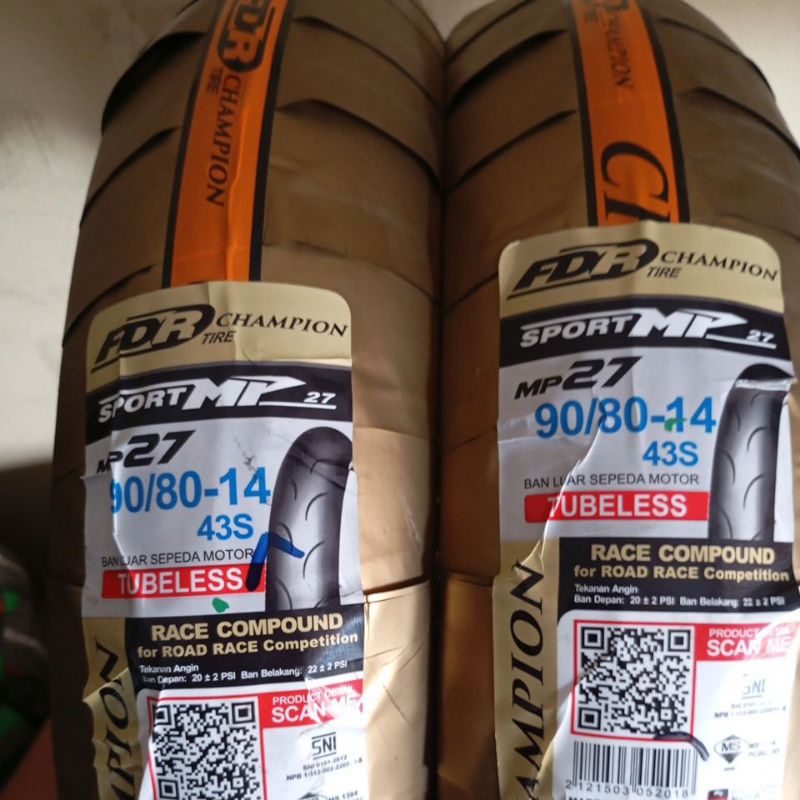 FDR
CHAMPION
TIRE
CHAMPION
FDR CHAMPION
TIRE
SPORT MP 27
MP27
90/80-14
43S
BAN LUAR SEPEDA MOTOR
TUBELESS
RACE COMPOUND
for ROAD RACE Competition
Tekanan Angin
Ban Depan: 20 ± 2 PSI Ban Belakang: 22 ± 2 PSI
SCAN ME
SNI
FDR CHAMPION
TIRE
SPORT MP 27
MP27
90/80-14
43S
BAN LUAR SEPEDA MOTOR
TUBELESS
RACE COMPOUND
for ROAD RACE Competition
Tekanan Angin
Ban Depan: 20 ± 2 PSI Ban Belakang: 22 ± 2 PSI
SCAN ME
SNI
MS
2 121503 052018